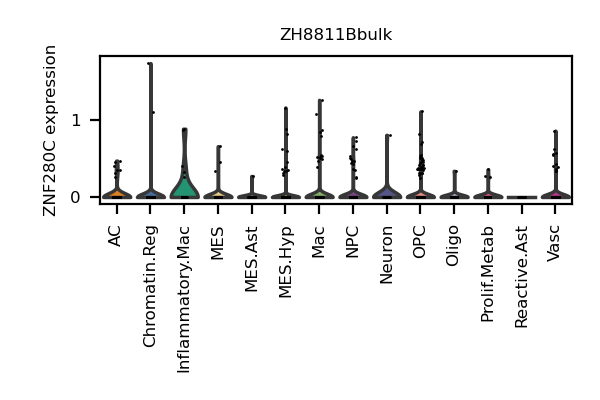 ZH8811Bbulk
ZNF280C expression
1
0
AC
Chromatin.Reg
Inflammatory.Mac
MES
MES.Ast
MES.Hyp
Mac
NPC
Neuron
OPC
Oligo
Prolif.Metab
Reactive.Ast
Vasc